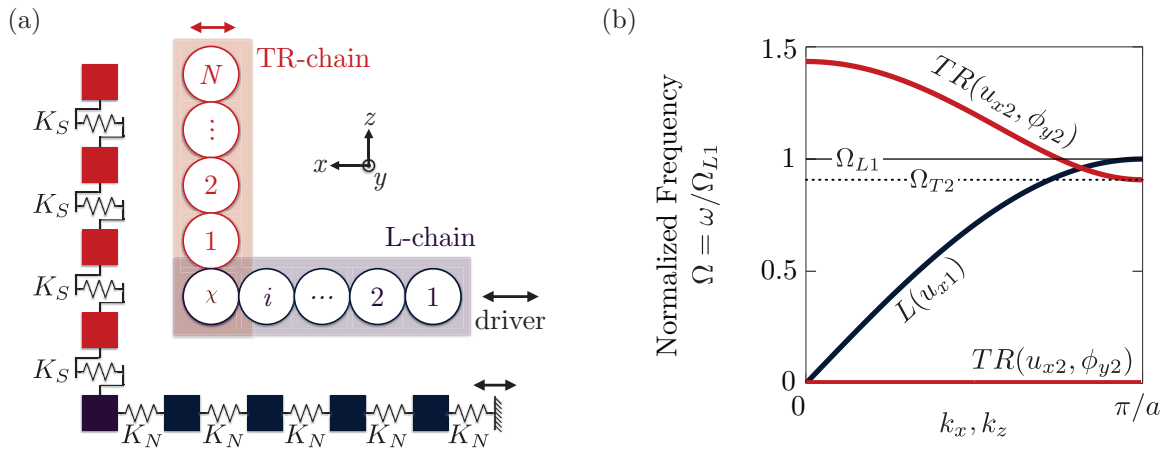 (a)
TR-chain
N
⋮
2
1
χ
i
...
2
1
L-chain
driver
x
z
y
K_S
K_S
K_S
K_S
K_N
K_N
K_N
K_N
K_N
(b)
Normalized Frequency
Ω = ω/Ω_{L1}
1.5
1
0.5
0
TR(u_{x2}, ϕ_{y2})
Ω_{L1}
Ω_{T2}
L(u_{x1})
TR(u_{x2}, ϕ_{y2})
0
π/a
k_x, k_z